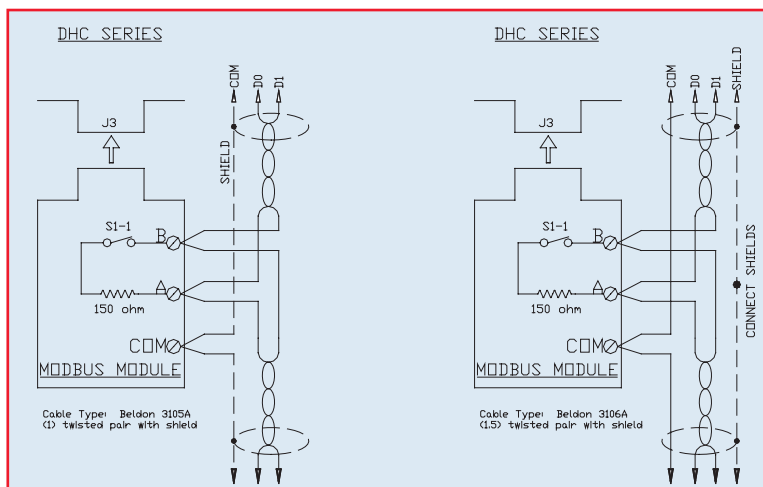 DHC SERIES
COM
D0
D1
J3
SHIELD
S1-1
B
A
150 ohm
COM
MODBUS MODULE
Cable Type: Beldon 3105A
(1) twisted pair with shield
DHC SERIES
COM
D0
D1
SHIELD
J3
S1-1
B
A
150 ohm
COM
MODBUS MODULE
CONNECT SHIELDS
Cable Type: Beldon 3106A
(1.5) twisted pair with shield